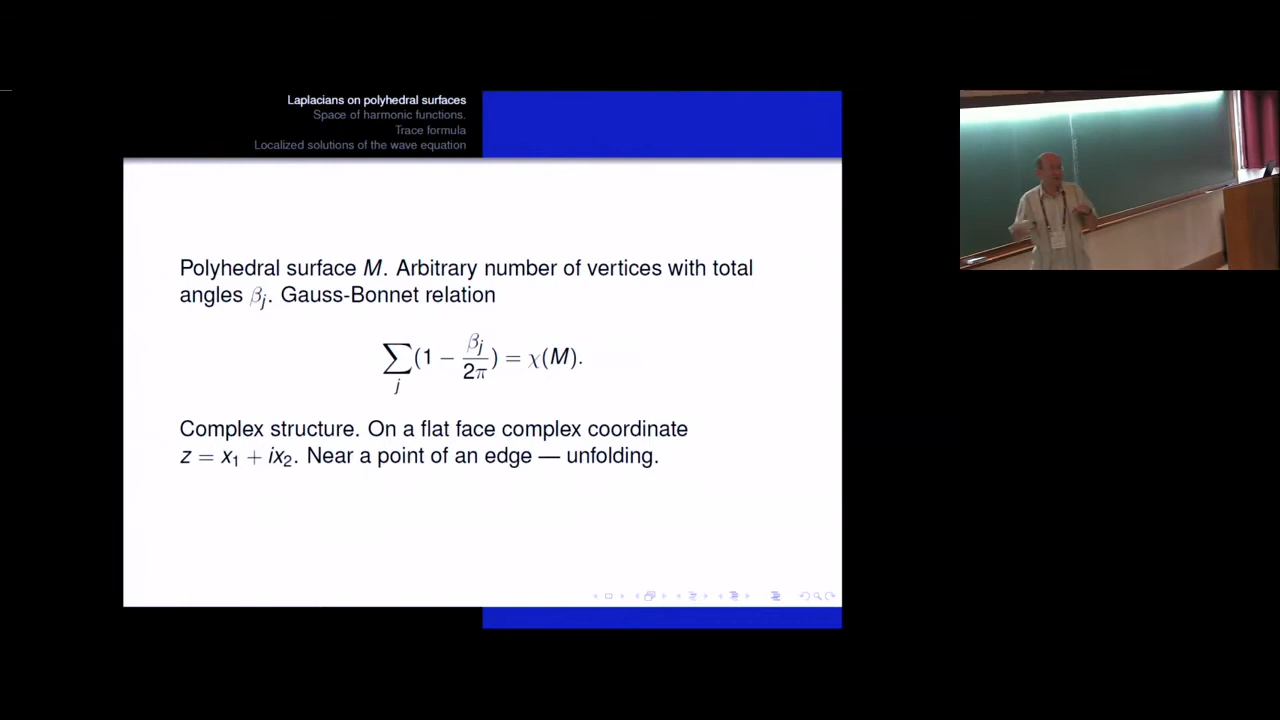 Laplacians on polyhedral surfaces
Space of harmonic functions.
Trace formula
Localized solutions of the wave equation
Polyhedral surface M. Arbitrary number of vertices with total
angles βj. Gauss-Bonnet relation
∑j (1 − βj/2π) = χ(M).
Complex structure. On a flat face complex coordinate
z = x₁ + ix₂. Near a point of an edge — unfolding.